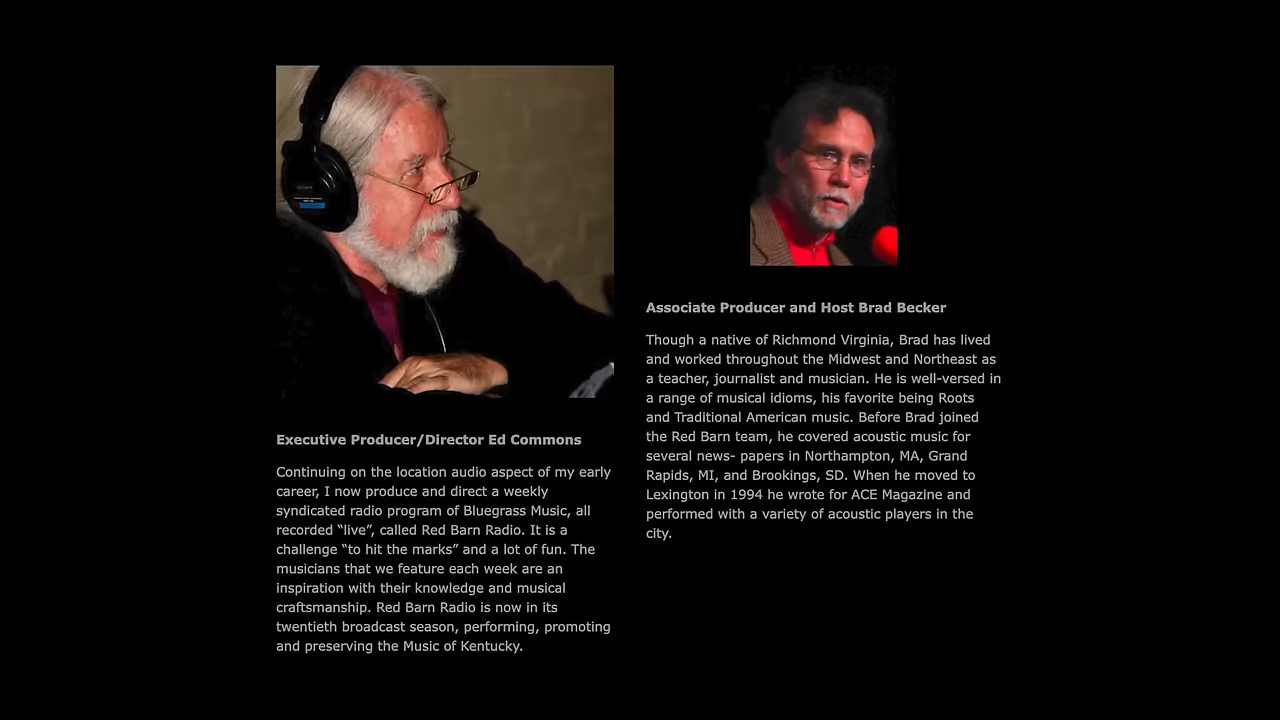 SONY
Executive Producer/Director Ed Commons
Continuing on the location audio aspect of my early
career, I now produce and direct a weekly
syndicated radio program of Bluegrass Music, all
recorded “live”, called Red Barn Radio. It is a
challenge “to hit the marks” and a lot of fun. The
musicians that we feature each week are an
inspiration with their knowledge and musical
craftsmanship. Red Barn Radio is now in its
twentieth broadcast season, performing, promoting
and preserving the Music of Kentucky.
Associate Producer and Host Brad Becker
Though a native of Richmond Virginia, Brad has lived
and worked throughout the Midwest and Northeast as
a teacher, journalist and musician. He is well-versed in
a range of musical idioms, his favorite being Roots
and Traditional American music. Before Brad joined
the Red Barn team, he covered acoustic music for
several news- papers in Northampton, MA, Grand
Rapids, MI, and Brookings, SD. When he moved to
Lexington in 1994 he wrote for ACE Magazine and
performed with a variety of acoustic players in the
city.